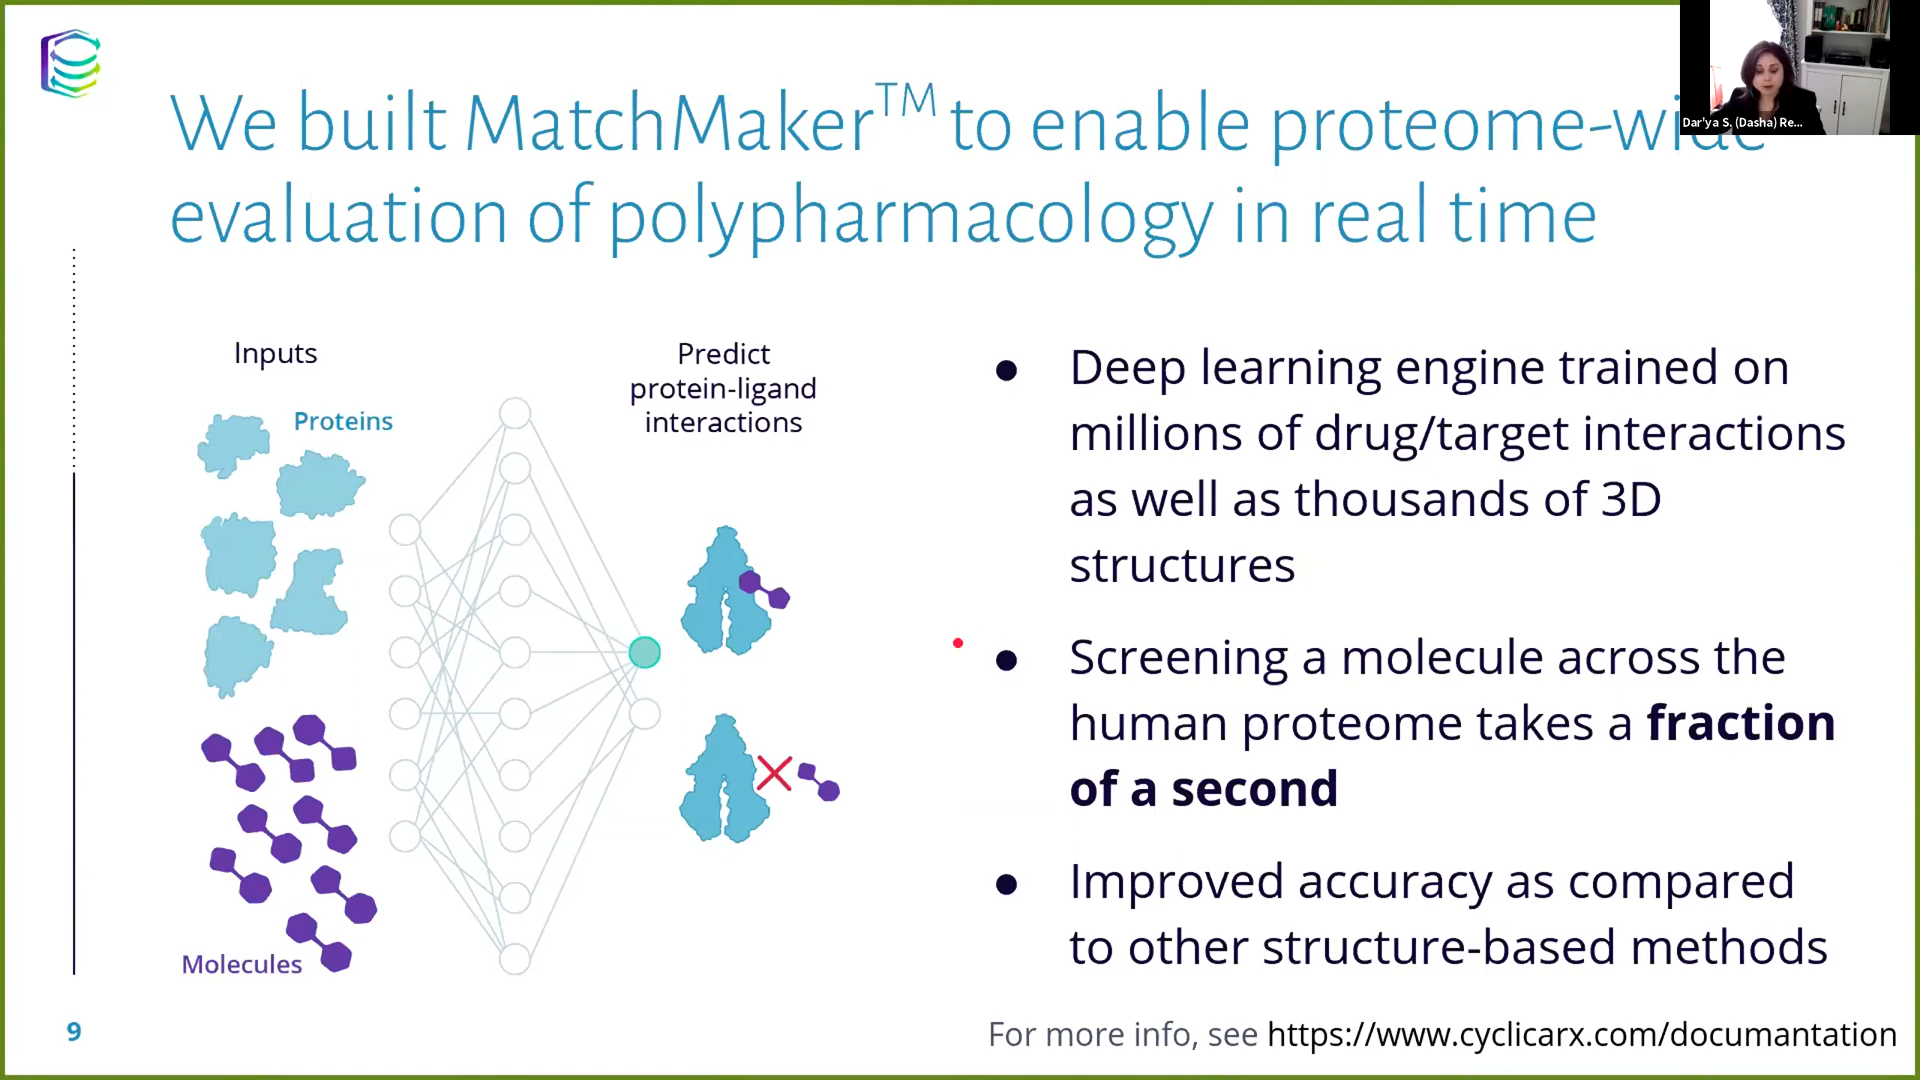 We built MatchMaker™ to enable proteome-wide
evaluation of polypharmacology in real time
Dar'ya S. (Dasha) Re...
Inputs
Proteins
Molecules
Predict
protein-ligand
interactions
● Deep learning engine trained on
millions of drug/target interactions
as well as thousands of 3D
structures
● Screening a molecule across the
human proteome takes a fraction
of a second
● Improved accuracy as compared
to other structure-based methods
9
For more info, see https://www.cyclicarx.com/documantation